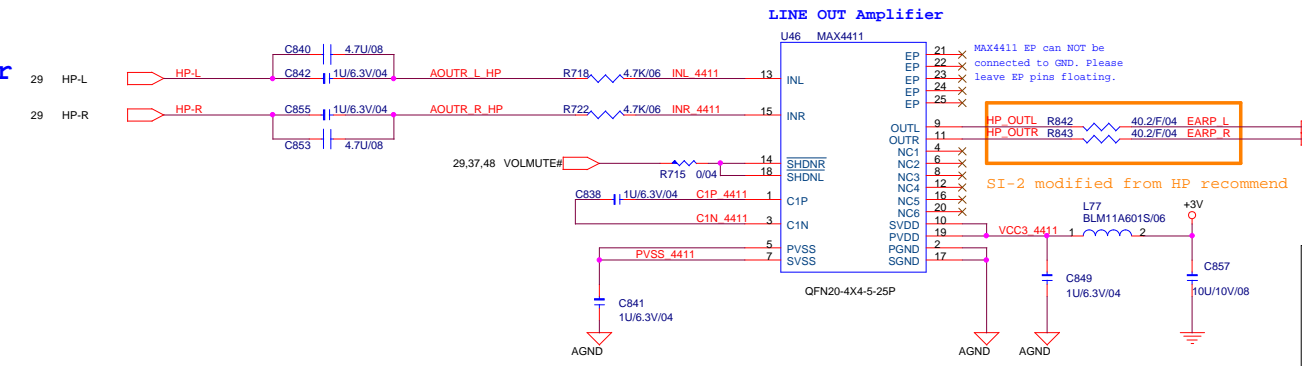 LINE OUT Amplifier
U46 MAX4411
r
29 HP-L HP-L
C840 4.7U/08
C842 1U/6.3V/04
AOUTR_L_HP R718 4.7K/06 INL_4411 13 INL
29 HP-R HP-R
C855 1U/6.3V/04
AOUTR_R_HP R722 4.7K/06 INR_4411 15 INR
C853 4.7U/08
29,37,48 VOLMUTE#
R715 0/04
14 SHDNR
18 SHDNL
C838 1U/6.3V/04 C1P_4411 1 C1P
C1N_4411 3 C1N
5 PVSS
PVSS_4411 7 SVSS
C841
1U/6.3V/04
AGND
EP 21
EP 22
EP 23
EP 24
EP 25
MAX4411 EP can NOT be
connected to GND. Please
leave EP pins floating.
OUTL 9 HP_OUTL R842 40.2/F/04 EARP_L
OUTR 11 HP_OUTR R843 40.2/F/04 EARP_R
NC1 4
NC2 6
NC3 8
NC4 12
NC5 16
NC6 20
SVDD 10
PVDD 19
PGND 2
SGND 17
SI-2 modified from HP recommend
VCC3_4411 1 2
L77
BLM11A601S/06
+3V
C849
1U/6.3V/04
C857
10U/10V/08
QFN20-4X4-5-25P
AGND
AGND